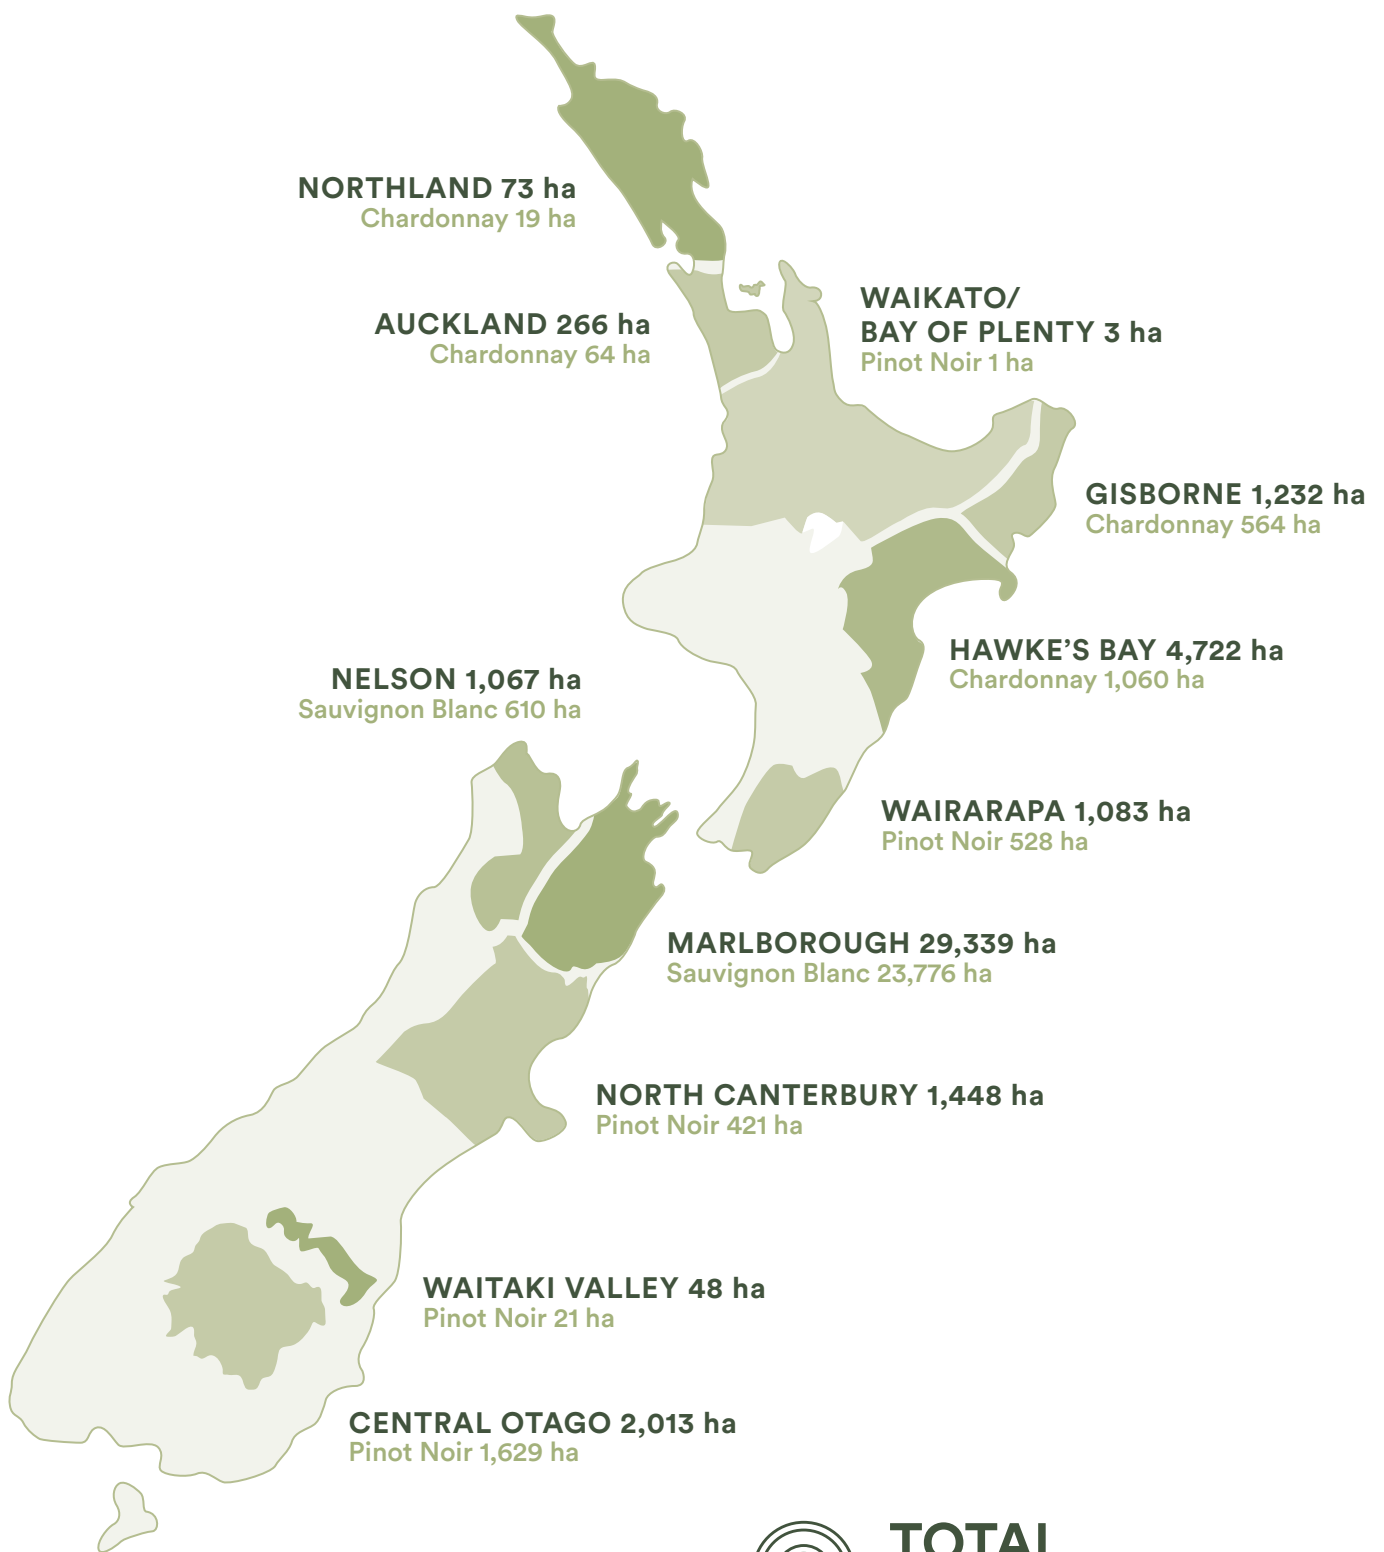 NORTHLAND 73 ha
Chardonnay 19 ha
AUCKLAND 266 ha
Chardonnay 64 ha
WAIKATO/
BAY OF PLENTY 3 ha
Pinot Noir 1 ha
GISBORNE 1,232 ha
Chardonnay 564 ha
HAWKE’S BAY 4,722 ha
Chardonnay 1,060 ha
NELSON 1,067 ha
Sauvignon Blanc 610 ha
WAIRARAPA 1,083 ha
Pinot Noir 528 ha
MARLBOROUGH 29,339 ha
Sauvignon Blanc 23,776 ha
NORTH CANTERBURY 1,448 ha
Pinot Noir 421 ha
WAITAKI VALLEY 48 ha
Pinot Noir 21 ha
CENTRAL OTAGO 2,013 ha
Pinot Noir 1,629 ha
TOTAL